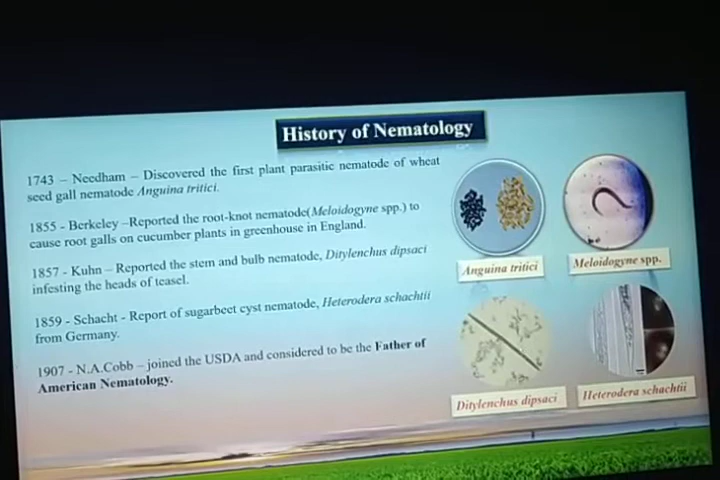 History of Nematology
1743 – Needham – Discovered the first plant parasitic nematode of wheat
seed gall nematode Anguina tritici.
1855 - Berkeley –Reported the root-knot nematode(Meloidogyne spp.) to
cause root galls on cucumber plants in greenhouse in England.
1857 - Kuhn – Reported the stem and bulb nematode, Ditylenchus dipsaci
infesting the heads of teasel.
1859 - Schacht - Report of sugarbeet cyst nematode, Heterodera schachtii
from Germany.
1907 - N.A.Cobb – joined the USDA and considered to be the Father of
American Nematology.
Anguina tritici
Meloidogyne spp.
Ditylenchus dipsaci
Heterodera schachtii